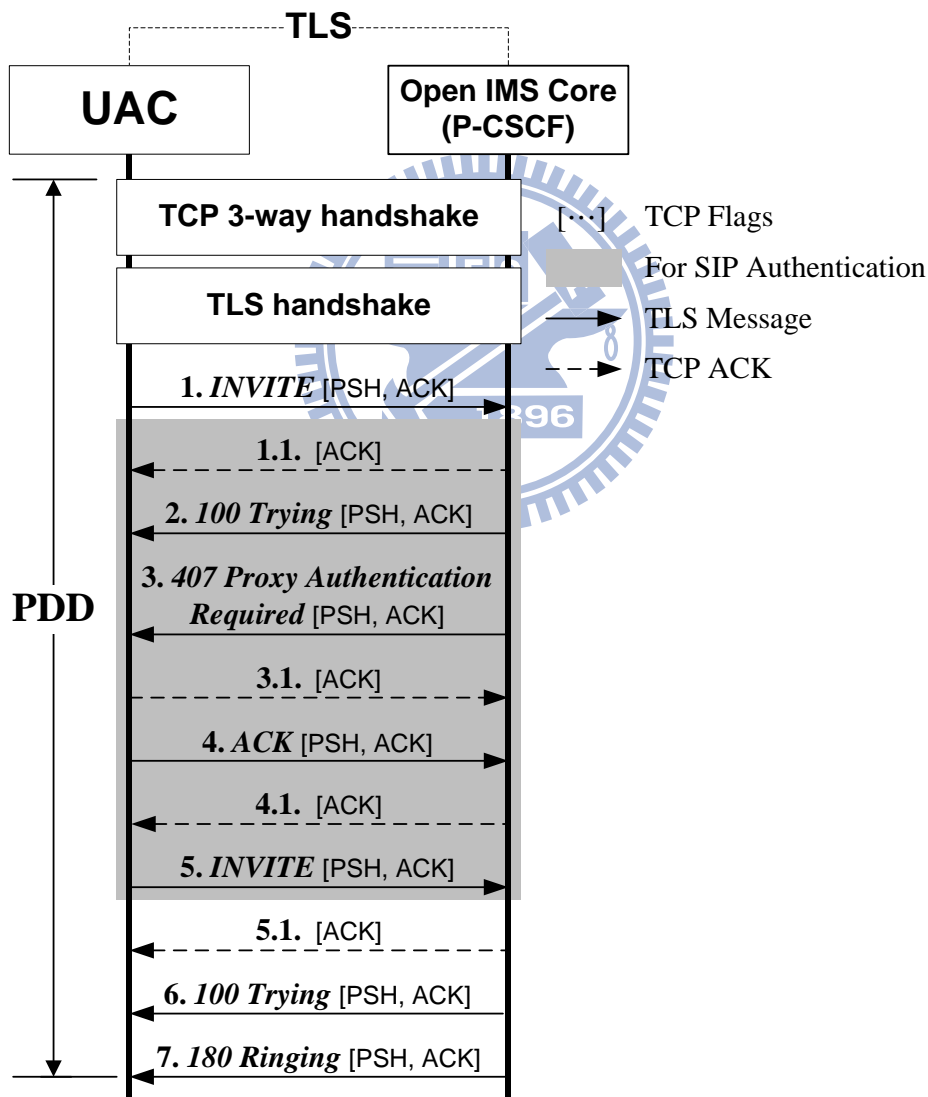 TLS
UAC
Open IMS Core
(P-CSCF)
TCP 3-way handshake
[⋯] TCP Flags
For SIP Authentication
TLS handshake
TLS Message
TCP ACK
1. INVITE [PSH, ACK]
1896
1.1. [ACK]
2. 100 Trying [PSH, ACK]
3. 407 Proxy Authentication
Required [PSH, ACK]
PDD
3.1. [ACK]
4. ACK [PSH, ACK]
4.1. [ACK]
5. INVITE [PSH, ACK]
5.1. [ACK]
6. 100 Trying [PSH, ACK]
7. 180 Ringing [PSH, ACK]